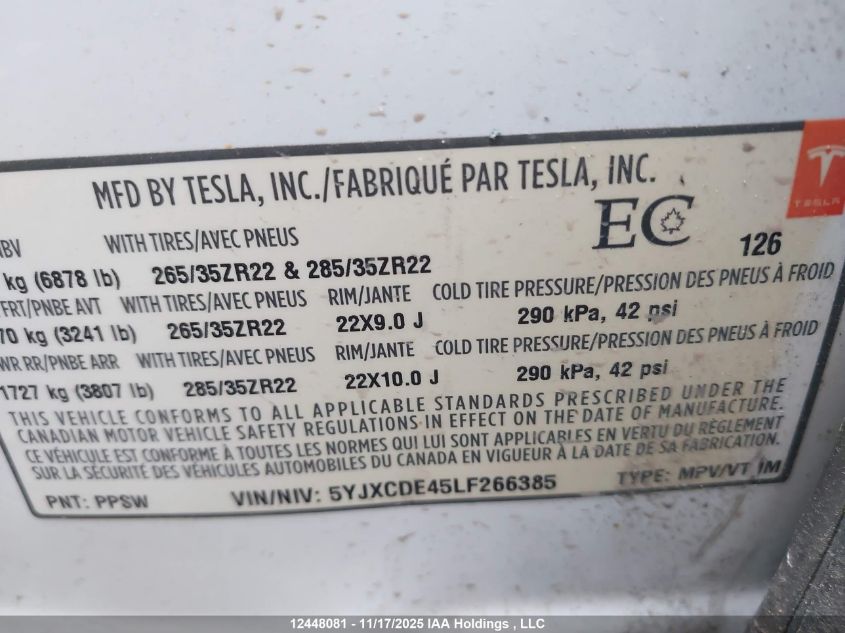 MFD BY TESLA, INC./FABRIQUÉ PAR TESLA, INC.
TESLA
EC
126
WITH TIRES/AVEC PNEUS
kg (6878 lb) 265/35ZR22 & 285/35ZR22
FRT/PNBE AVT WITH TIRES/AVEC PNEUS RIM/JANTE COLD TIRE PRESSURE/PRESSION DES PNEUS À FROID
70 kg (3241 lb) 265/35ZR22 22X9.0 J 290 kPa, 42 psi
WR RR/PNBE ARR WITH TIRES/AVEC PNEUS RIM/JANTE COLD TIRE PRESSURE/PRESSION DES PNEUS À FROID
1727 kg (3807 lb) 285/35ZR22 22X10.0 J 290 kPa, 42 psi
THIS VEHICLE CONFORMS TO ALL APPLICABLE STANDARDS PRESCRIBED UNDER THE
CANADIAN MOTOR VEHICLE SAFETY REGULATIONS IN EFFECT ON THE DATE OF MANUFACTURE.
CE VÉHICULE EST CONFORME À TOUTES LES NORMES QUI LUI SONT APPLICABLES EN VERTU DU RÈGLEMENT
SUR LA SÉCURITÉ DES VÉHICULES AUTOMOBILES DU CANADA EN VIGUEUR À LA DATE DE SA FABRICATION.
PNT: PPSW VIN/NIV: 5YJXCDE45LF266385 TYPE: MPV/VT IM
12448081 - 11/17/2025 IAA Holdings , LLC